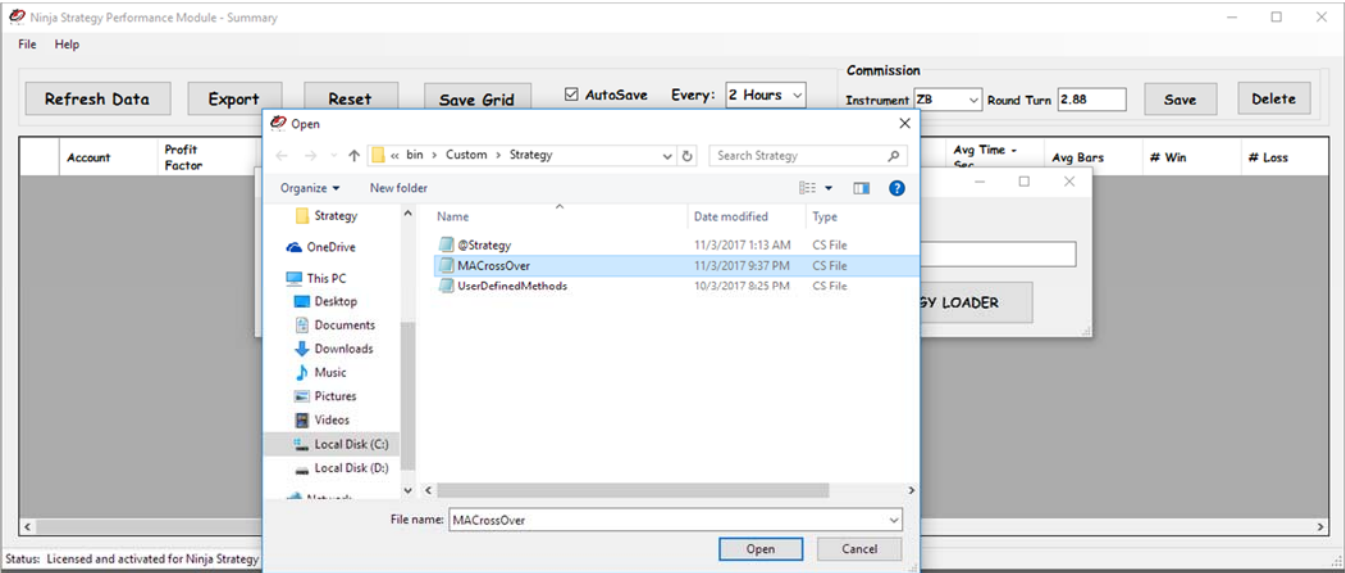 Ninja Strategy Performance Module - Summary
File Help
Commission
Refresh Data Export Reset Save Grid AutoSave Every: 2 Hours Instrument ZB Round Turn 2.88 Save Delete
Open
Account Profit Factor Avg Time - Sec Avg Bars # Win # Loss
« bin › Custom › Strategy Search Strategy
Organize New folder
Strategy
OneDrive
This PC
Desktop
Documents
Downloads
Music
Pictures
Videos
Local Disk (C:)
Local Disk (D:)
Network
Name Date modified Type
@Strategy 11/3/2017 1:13 AM CS File
MACrossOver 11/3/2017 9:37 PM CS File
UserDefinedMethods 10/3/2017 8:25 PM CS File
GY LOADER
File name: MACrossOver
Open Cancel
Status: Licensed and activated for Ninja Strategy